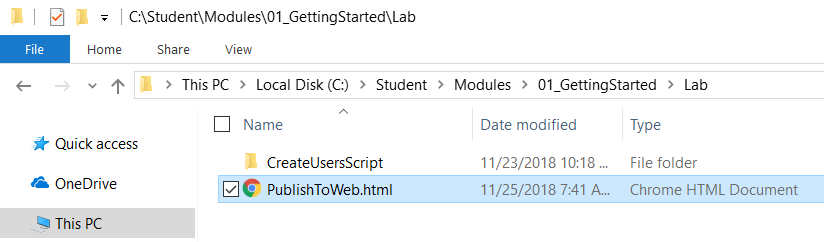 C:\Student\Modules\01_GettingStarted\Lab
File Home Share View
This PC Local Disk (C:) Student Modules 01_GettingStarted Lab
Name Date modified Type
Quick access
CreateUsersScript 11/23/2018 10:18 ... File folder
OneDrive
PublishToWeb.html 11/25/2018 7:41 A... Chrome HTML Document
This PC